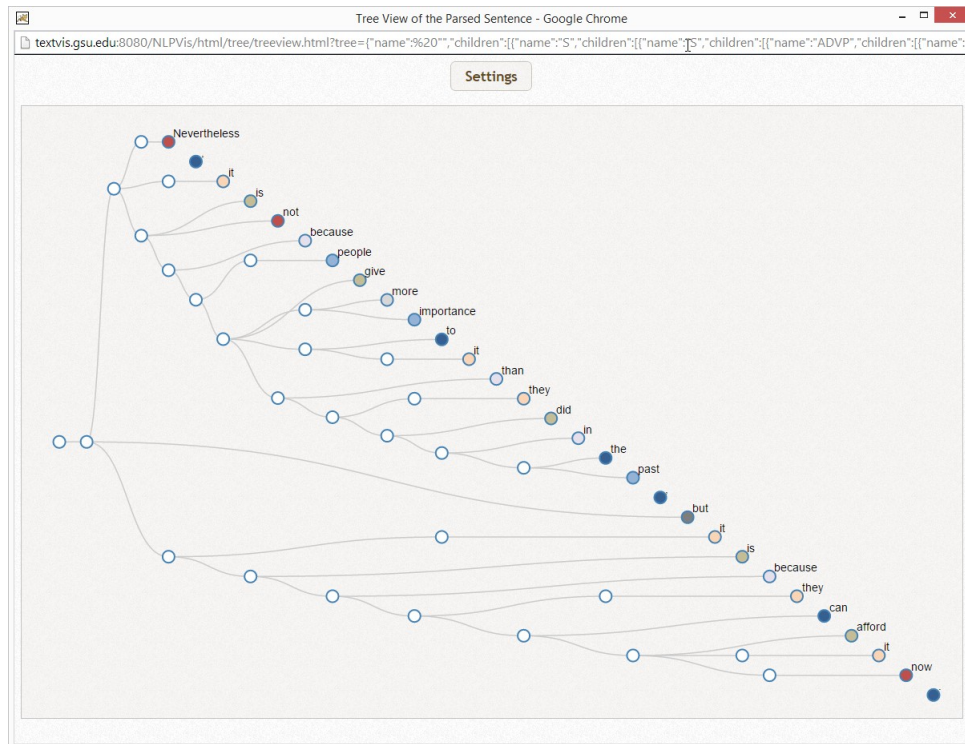 Tree View of the Parsed Sentence - Google Chrome
textvis.gsu.edu:8080/NLPVis/html/tree/treeview.html?tree={"name":%20"","children":[{"name":"S","children":[{"name":"S","children":[{"name":"ADVP","children":[{"name":
Settings
Nevertheless
,
it
is
not
because
people
give
more
importance
to
it
than
they
did
in
the
past
,
but
it
is
because
they
can
afford
it
now
.